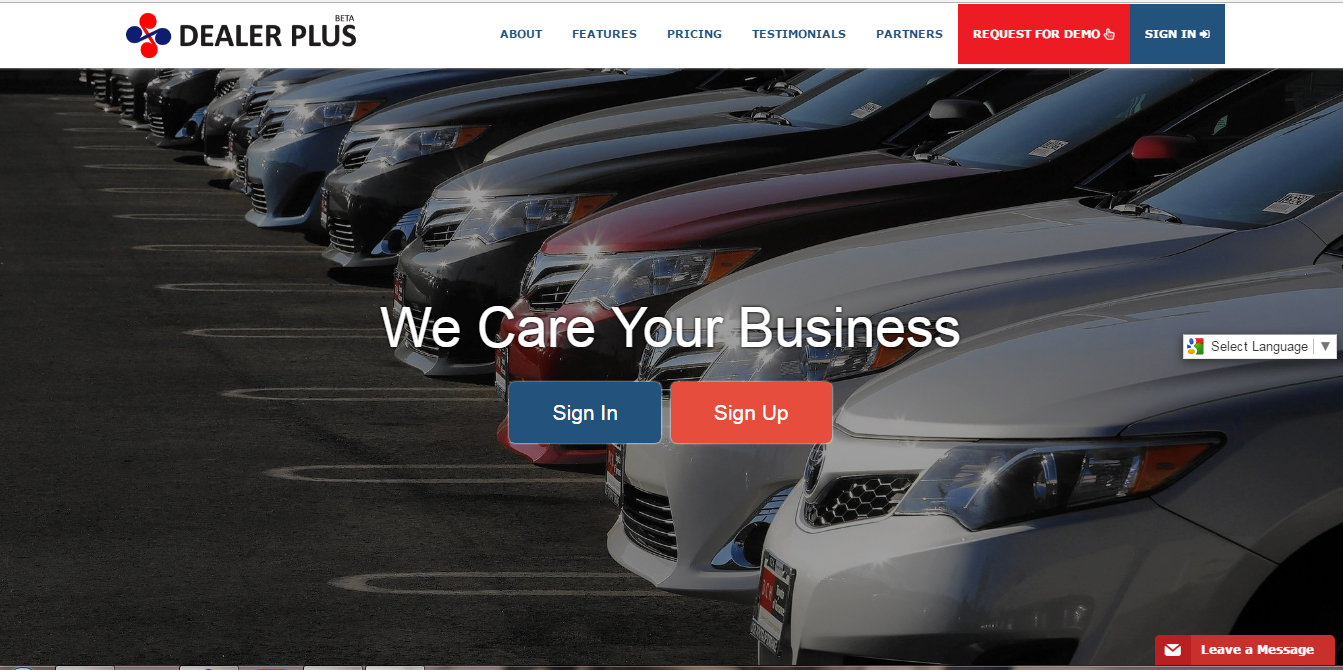 BETA
DEALER PLUS
ABOUT FEATURES PRICING TESTIMONIALS PARTNERS REQUEST FOR DEMO SIGN IN
We Care Your Business
Select Language ▼
Sign In Sign Up
Leave a Message